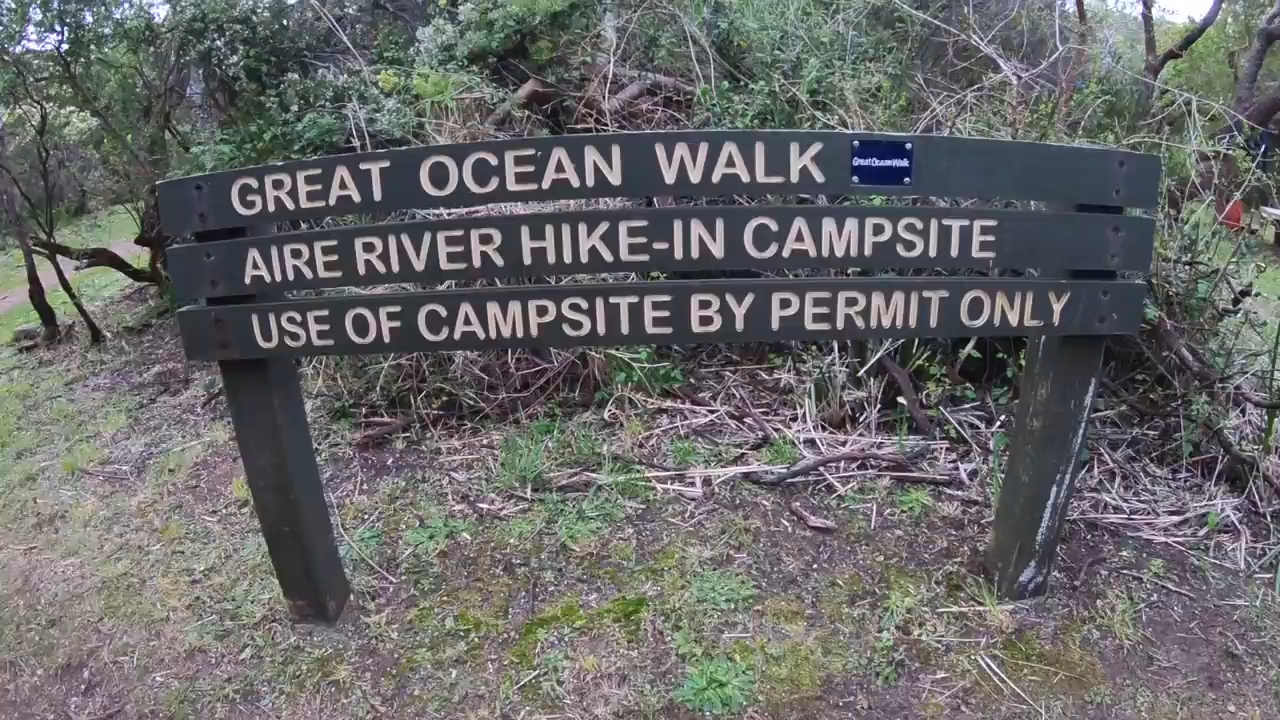 GREAT OCEAN WALK
Great Ocean Walk
AIRE RIVER HIKE-IN CAMPSITE
USE OF CAMPSITE BY PERMIT ONLY